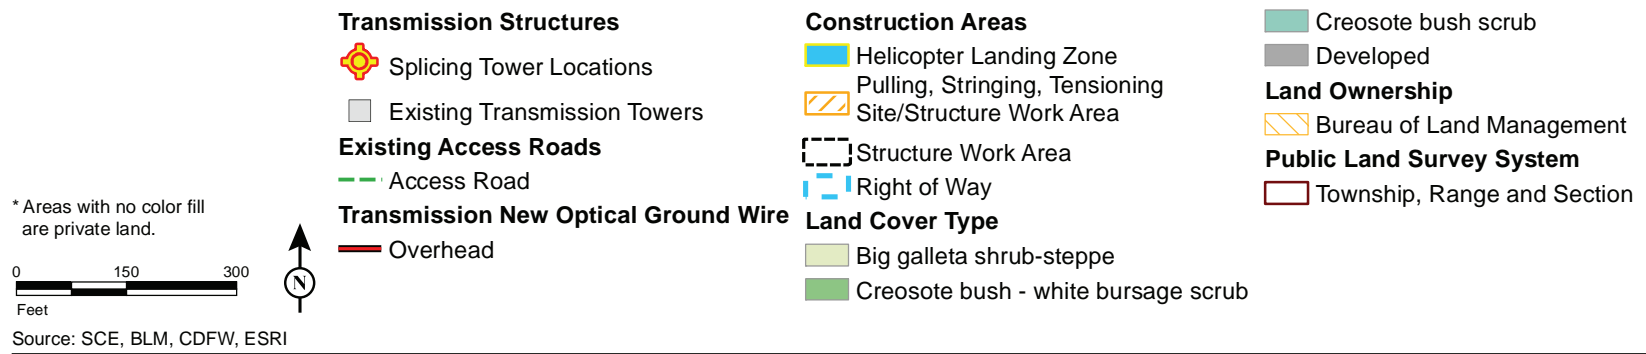 * Areas with no color fill
are private land.
0 150 300
Feet
N
Source: SCE, BLM, CDFW, ESRI
Transmission Structures
Splicing Tower Locations
Existing Transmission Towers
Existing Access Roads
Access Road
Transmission New Optical Ground Wire
Overhead
Construction Areas
Helicopter Landing Zone
Pulling, Stringing, Tensioning
Site/Structure Work Area
Structure Work Area
Right of Way
Land Cover Type
Big galleta shrub-steppe
Creosote bush - white bursage scrub
Creosote bush scrub
Developed
Land Ownership
Bureau of Land Management
Public Land Survey System
Township, Range and Section